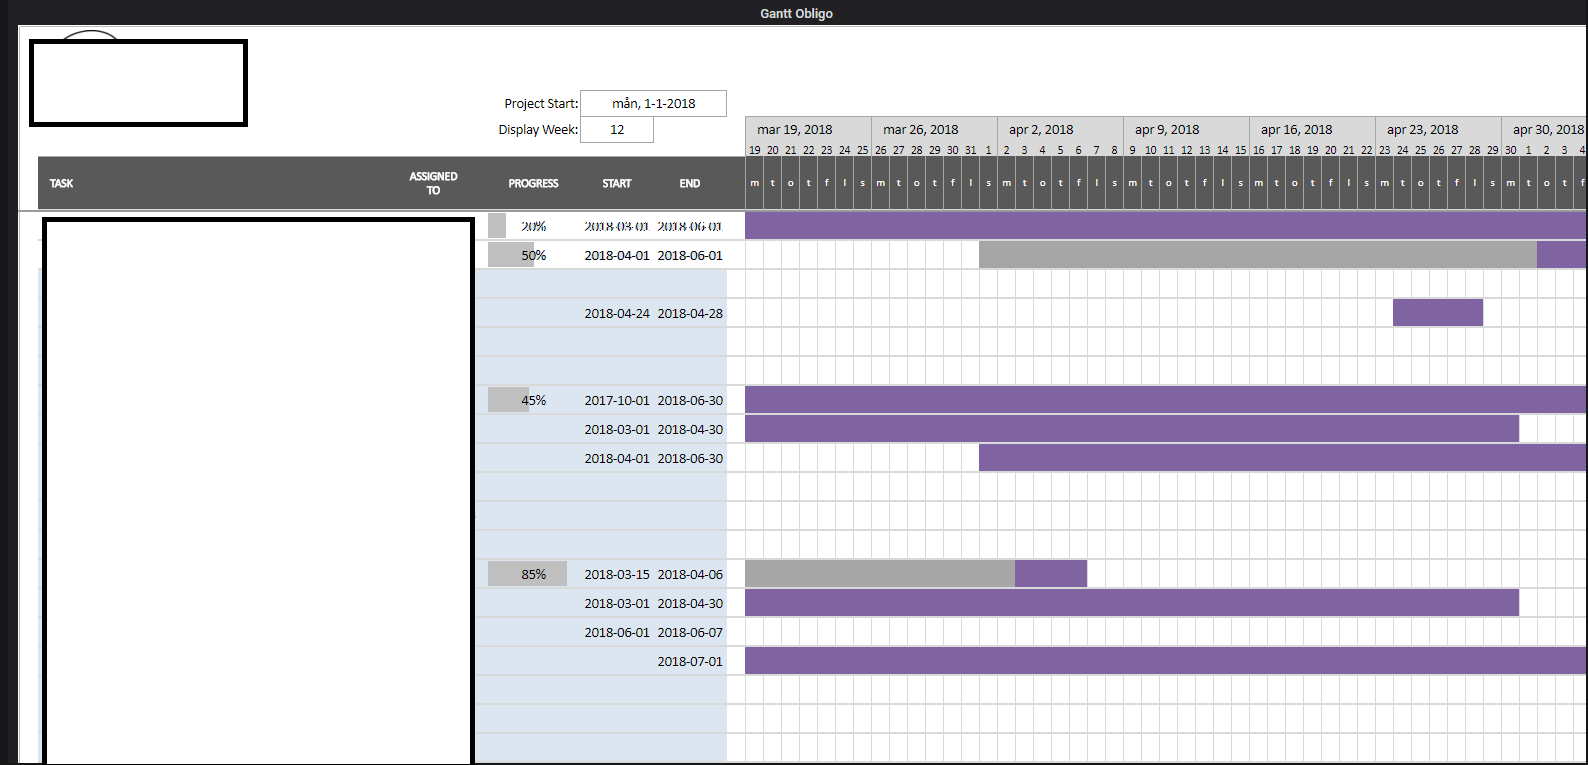 Gantt Obligo
Project Start: mån, 1-1-2018
Display Week: 12
mar 19, 2018 mar 26, 2018 apr 2, 2018 apr 9, 2018 apr 16, 2018 apr 23, 2018 apr 30, 2018
19 20 21 22 23 24 25 26 27 28 29 30 31 1 2 3 4 5 6 7 8 9 10 11 12 13 14 15 16 17 18 19 20 21 22 23 24 25 26 27 28 29 30 1 2 3 4
TASK ASSIGNED TO PROGRESS START END m t o t f l s m t o t f l s m t o t f l s m t o t f l s m t o t f l s m t o t f l s m t o t f
20% 2018-03-01 2018-06-01
50% 2018-04-01 2018-06-01
2018-04-24 2018-04-28
45% 2017-10-01 2018-06-30
2018-03-01 2018-04-30
2018-04-01 2018-06-30
85% 2018-03-15 2018-04-06
2018-03-01 2018-04-30
2018-06-01 2018-06-07
2018-07-01